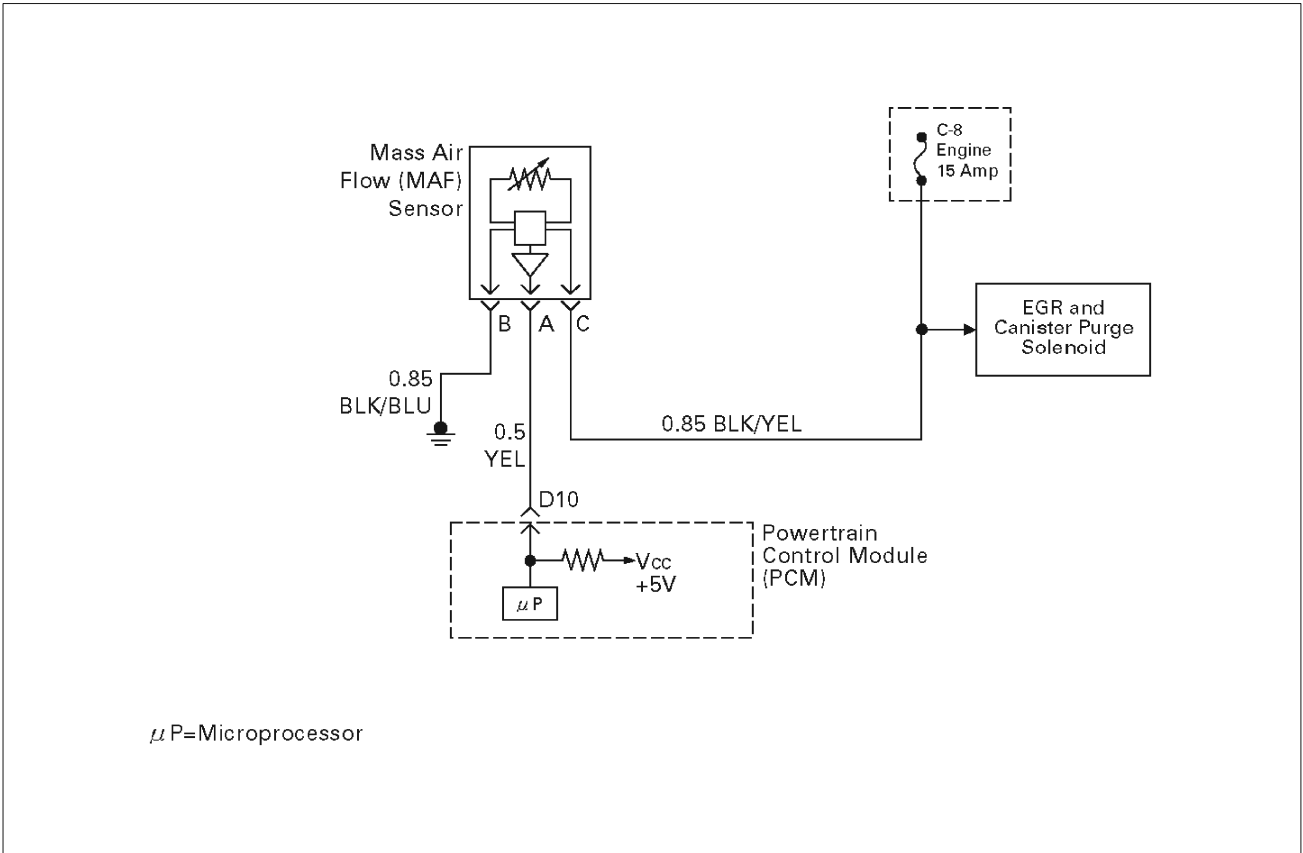 C-8
Engine
15 Amp
Mass Air
Flow (MAF)
Sensor
B
A
C
EGR and
Canister Purge
Solenoid
0.85
BLK/BLU
0.85 BLK/YEL
0.5
YEL
D10
Powertrain
Control Module
(PCM)
Vcc
+5V
μP
μP=Microprocessor